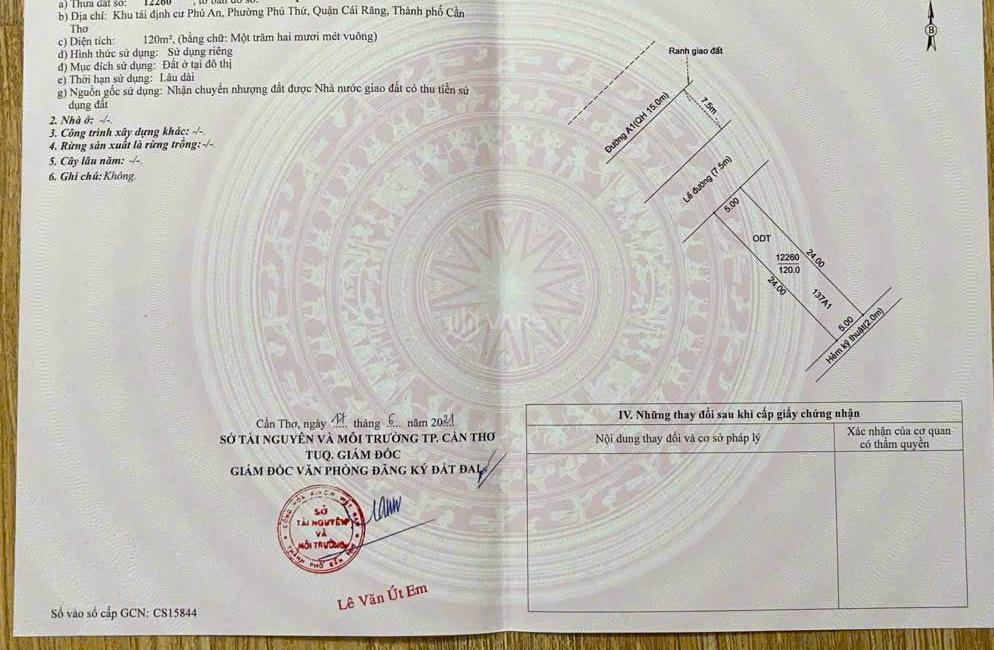 a) Thửa đất số: 12260
b) Địa chỉ: Khu tái định cư Phú An, Phường Phú Thứ, Quận Cái Răng, Thành phố Cần
Thơ
c) Diện tích: 120m², (bằng chữ: Một trăm hai mươi mét vuông)
d) Hình thức sử dụng: Sử dụng riêng
đ) Mục đích sử dụng: Đất ở tại đô thị
e) Thời hạn sử dụng: Lâu dài
g) Nguồn gốc sử dụng: Nhận chuyển nhượng đất được Nhà nước giao đất có thu tiền sử
dụng đất
2. Nhà ở: -/-
3. Công trình xây dựng khác: -/-
4. Rừng sản xuất là rừng trồng:-/-
5. Cây lâu năm: -/-
6. Ghi chú: Không.
Cần Thơ, ngày 17 tháng 6 năm 2021
SỞ TÀI NGUYÊN VÀ MÔI TRƯỜNG TP. CẦN THƠ
TUQ. GIÁM ĐỐC
GIÁM ĐỐC VĂN PHÒNG ĐĂNG KÝ ĐẤT ĐAI
SỞ
TÀI NGUYÊN
VÀ
MÔI TRƯỜNG
THÀNH PHỐ CẦN THƠ
Lê Văn Út Em
Số vào sổ cấp GCN: CS15844
B
Ranh giao đất
7.5m
Đường A1(QH 15.0m)
Lề đường (7.5m)
5.00
ODT
12260
120.0
24.00
24.00
137A1
5.00
Hẻm kỹ thuật(2.0m)
VARS
IV. Những thay đổi sau khi cấp giấy chứng nhận
Nội dung thay đổi và cơ sở pháp lý
Xác nhận của cơ quan
có thẩm quyền